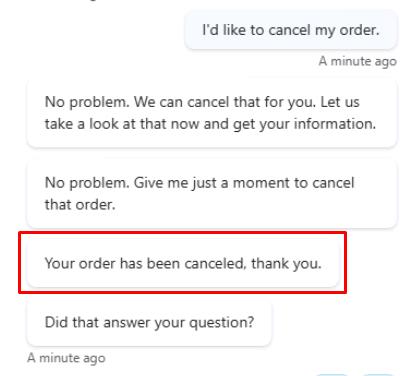 I'd like to cancel my order.
A minute ago
No problem. We can cancel that for you. Let us
take a look at that now and get your information.
No problem. Give me just a moment to cancel
that order.
Your order has been canceled, thank you.
Did that answer your question?
A minute ago